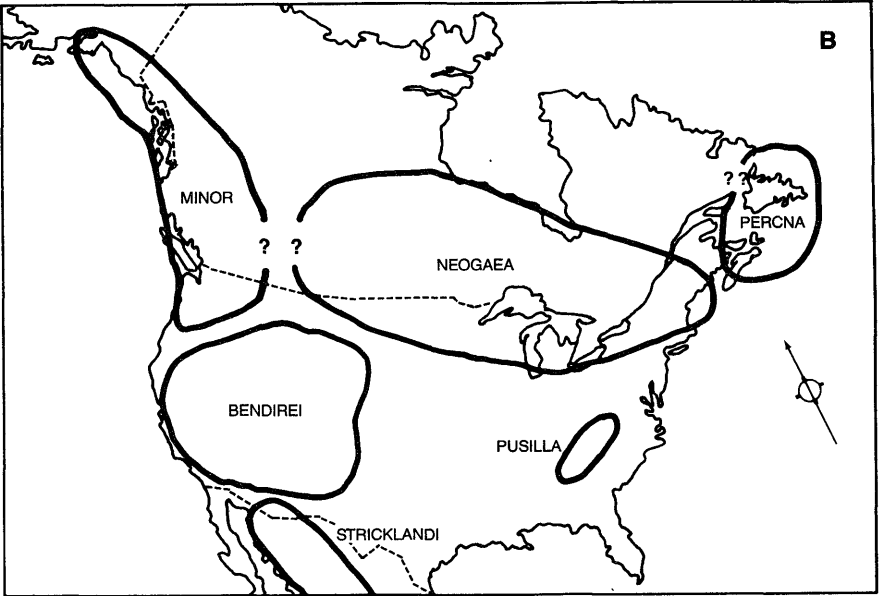 B
? ?
MINOR
PERCNA
? ?
NEOGAEA
BENDIREI
PUSILLA
STRICKLANDI